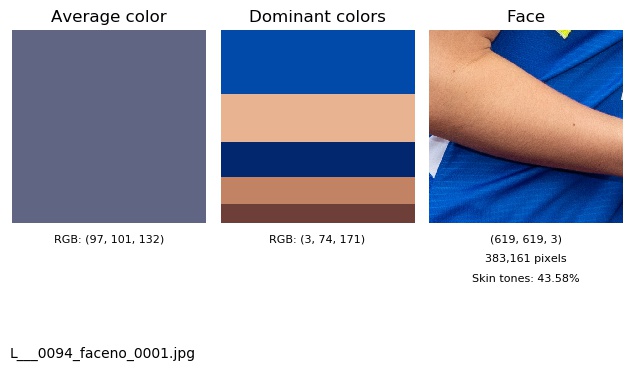 Average color
Dominant colors
Face
RGB: (97, 101, 132)
RGB: (3, 74, 171)
(619, 619, 3)
383,161 pixels
Skin tones: 43.58%
L___0094_faceno_0001.jpg